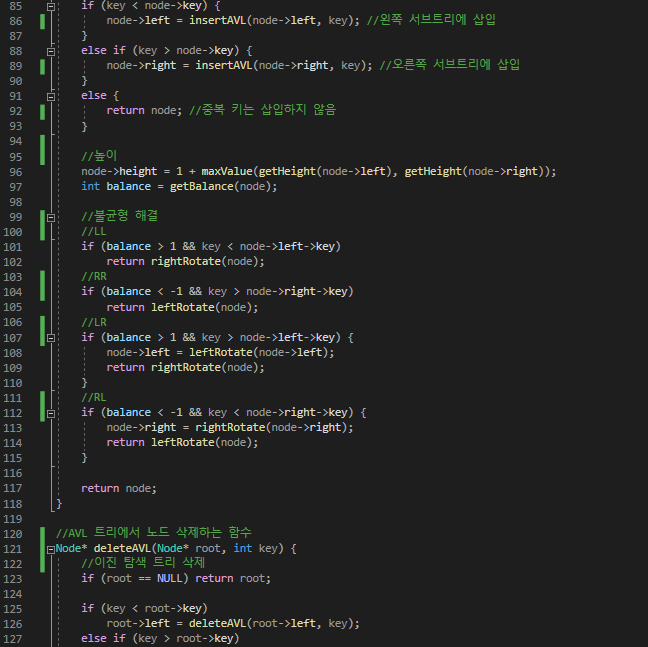 85 if (key < node->key) {
86 node->left = insertAVL(node->left, key); //왼쪽 서브트리에 삽입
87 }
88 else if (key > node->key) {
89 node->right = insertAVL(node->right, key); //오른쪽 서브트리에 삽입
90 }
91 else {
92 return node; //중복 키는 삽입하지 않음
93 }
94
95 //높이
96 node->height = 1 + maxValue(getHeight(node->left), getHeight(node->right));
97 int balance = getBalance(node);
98
99 //불균형 해결
100 //LL
101 if (balance > 1 && key < node->left->key)
102 return rightRotate(node);
103 //RR
104 if (balance < -1 && key > node->right->key)
105 return leftRotate(node);
106 //LR
107 if (balance > 1 && key > node->left->key) {
108 node->left = leftRotate(node->left);
109 return rightRotate(node);
110 }
111 //RL
112 if (balance < -1 && key < node->right->key) {
113 node->right = rightRotate(node->right);
114 return leftRotate(node);
115 }
116
117 return node;
118 }
119
120 //AVL 트리에서 노드 삭제하는 함수
121 Node* deleteAVL(Node* root, int key) {
122 //이진 탐색 트리 삭제
123 if (root == NULL) return root;
124
125 if (key < root->key)
126 root->left = deleteAVL(root->left, key);
127 else if (key > root->key)